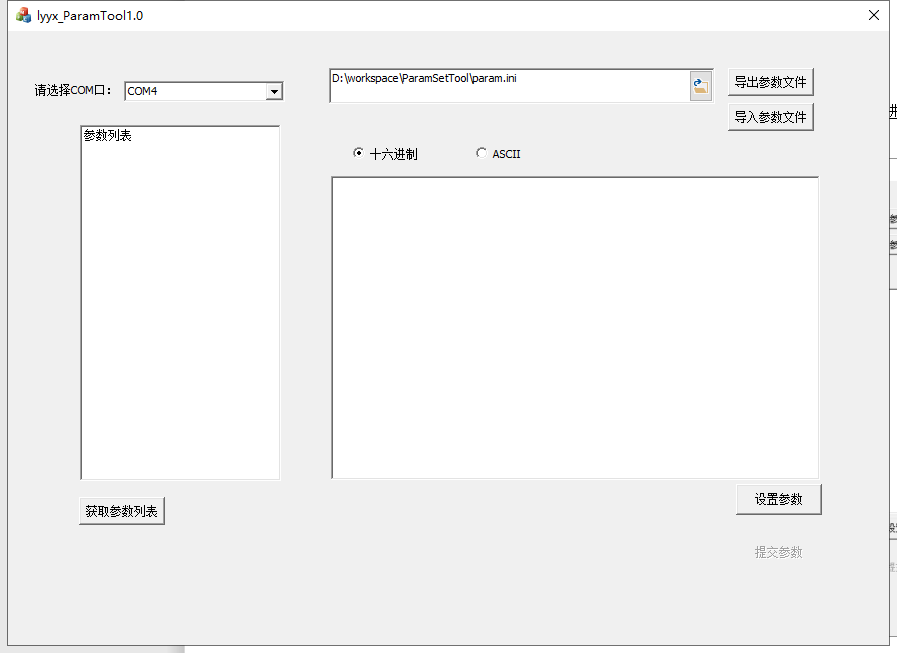 lyyx_ParamTool1.0
请选择COM口：
COM4
D:\workspace\ParamSetTool\param.ini
导出参数文件
导入参数文件
参数列表
十六进制
ASCII
获取参数列表
设置参数
提交参数
进